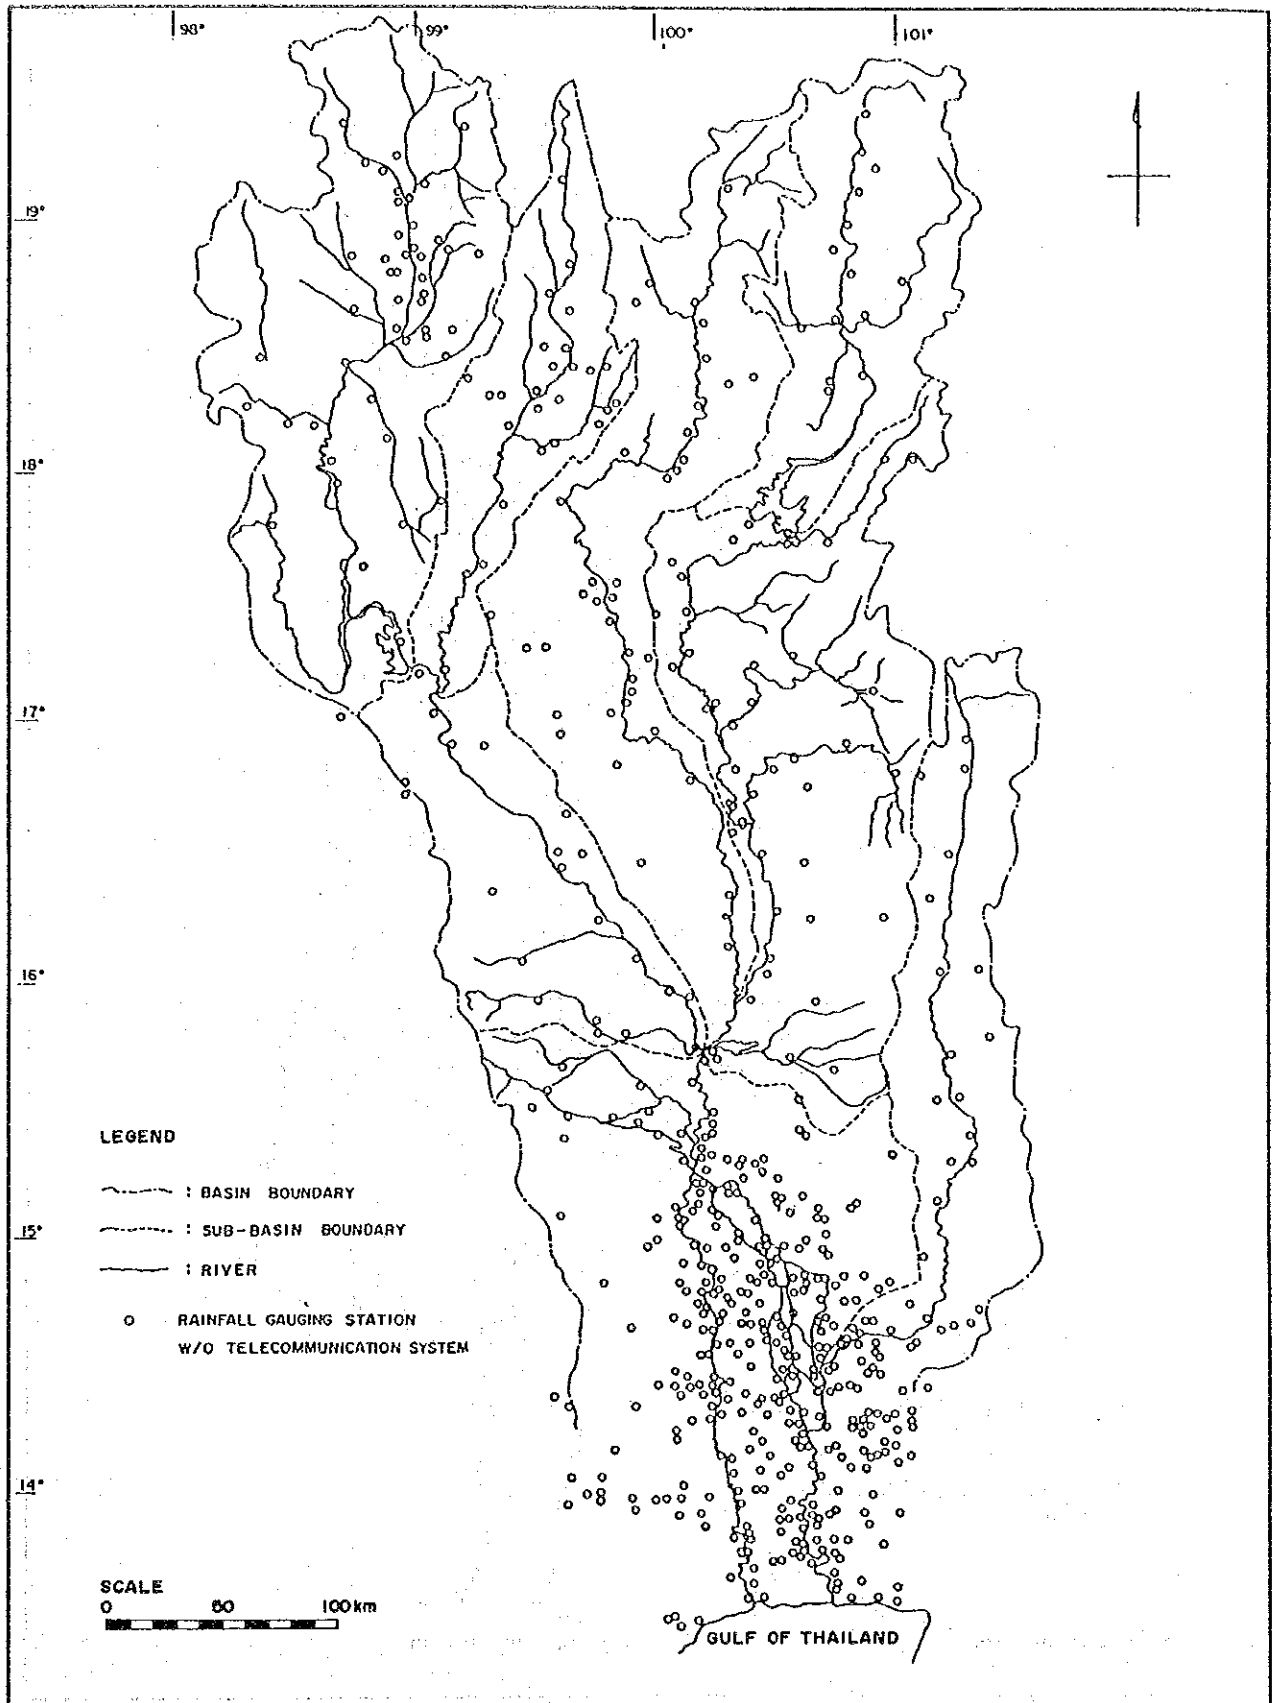 98°
99°
100°
101°
19°
18°
17°
16°
15°
14°
LEGEND
: BASIN BOUNDARY
: SUB-BASIN BOUNDARY
: RIVER
RAINFALL GAUGING STATION
W/O TELECOMMUNICATION SYSTEM
SCALE
0 50 100km
GULF OF THAILAND